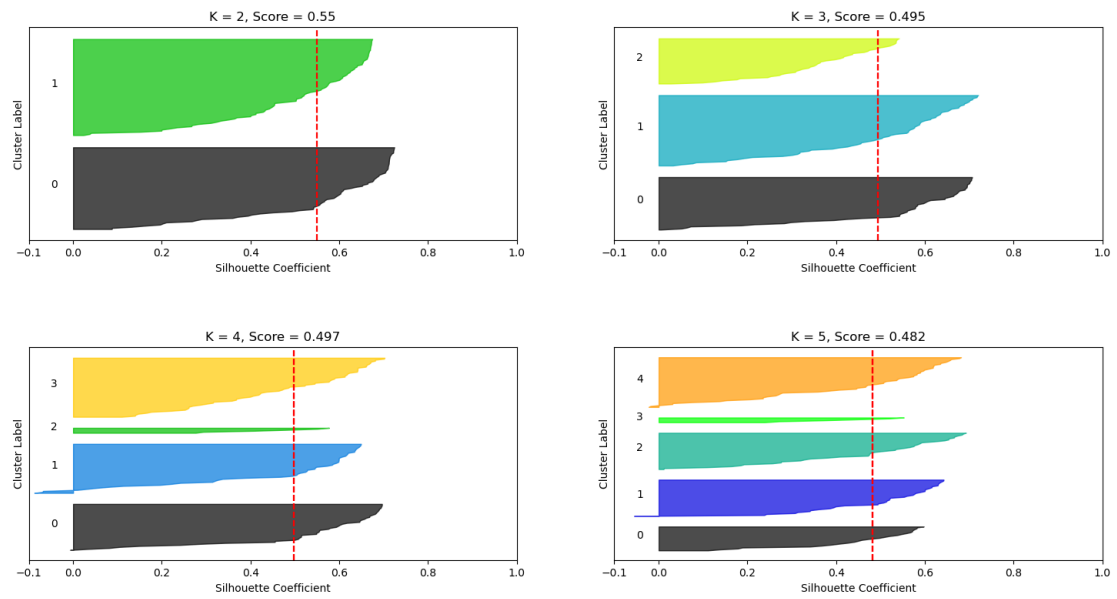 K = 2, Score = 0.55
Cluster Label
1
0
−0.1 0.0 0.2 0.4 0.6 0.8 1.0
Silhouette Coefficient
K = 3, Score = 0.495
Cluster Label
2
1
0
−0.1 0.0 0.2 0.4 0.6 0.8 1.0
Silhouette Coefficient
K = 4, Score = 0.497
Cluster Label
3
2
1
0
−0.1 0.0 0.2 0.4 0.6 0.8 1.0
Silhouette Coefficient
K = 5, Score = 0.482
Cluster Label
4
3
2
1
0
−0.1 0.0 0.2 0.4 0.6 0.8 1.0
Silhouette Coefficient